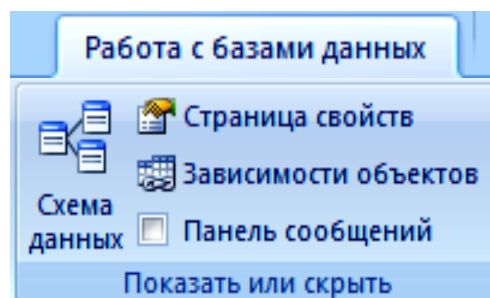 Работа с базами данных
Страница свойств
Зависимости объектов
Схема
данных
Панель сообщений
Показать или скрыть